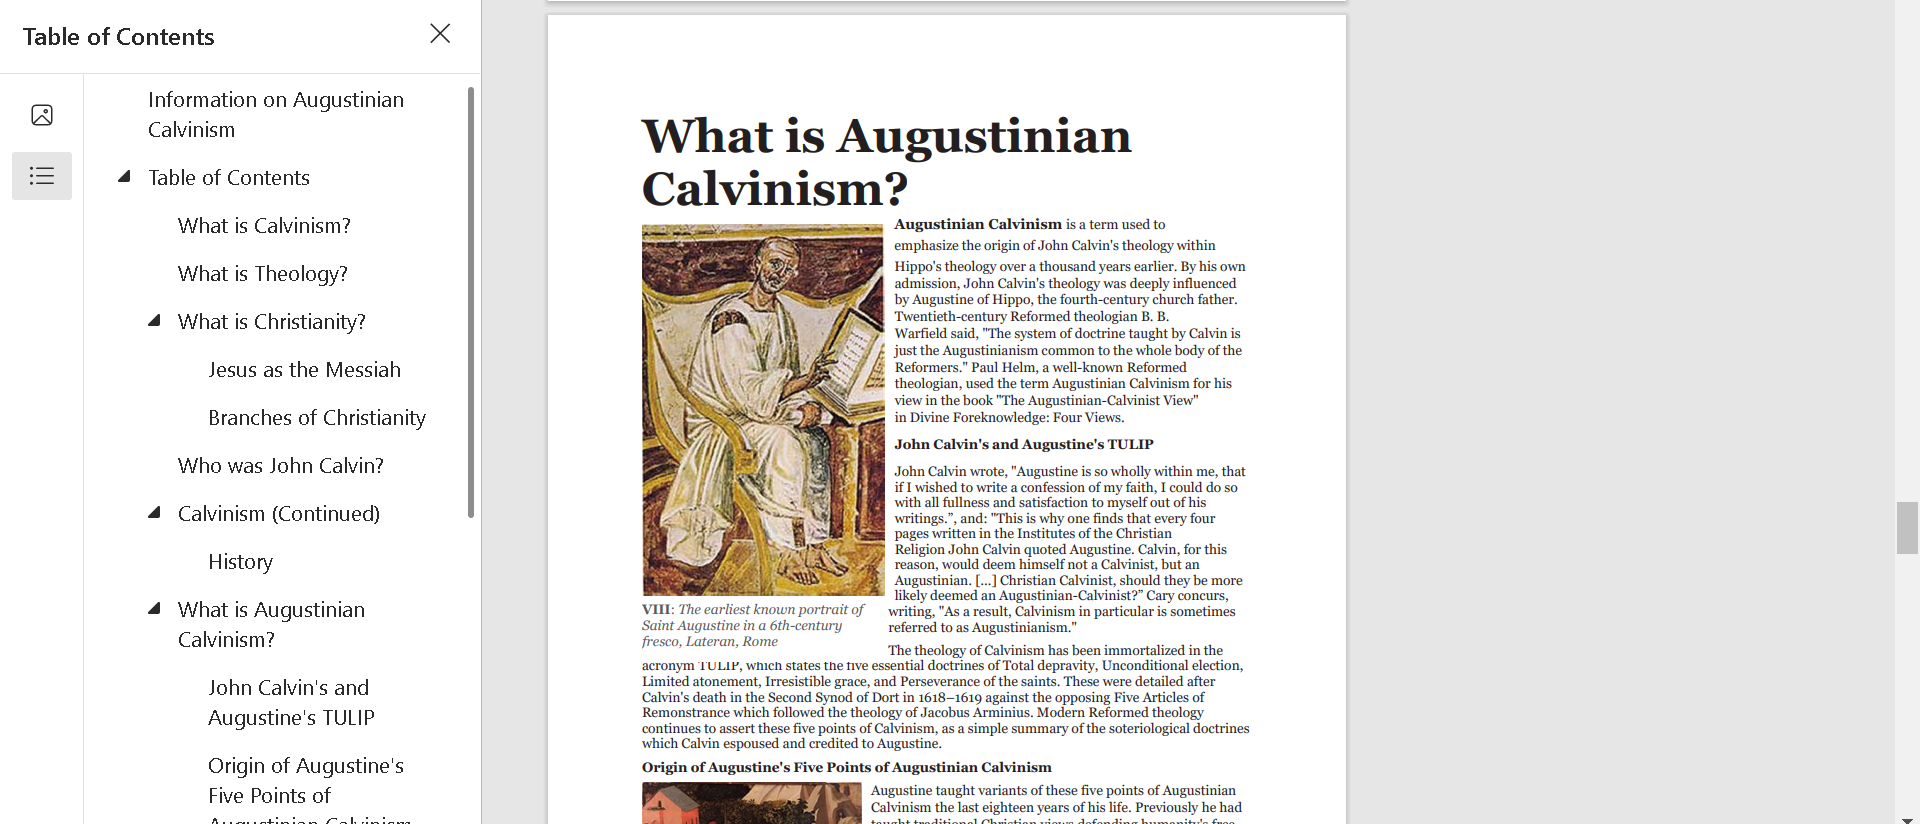 Table of Contents
Information on Augustinian
Calvinism
Table of Contents
What is Calvinism?
What is Theology?
What is Christianity?
Jesus as the Messiah
Branches of Christianity
Who was John Calvin?
Calvinism (Continued)
History
What is Augustinian
Calvinism?
John Calvin's and
Augustine's TULIP
Origin of Augustine's
Five Points of
Augustinian Calvinism
What is Augustinian
Calvinism?
Augustinian Calvinism is a term used to
emphasize the origin of John Calvin's theology within
Hippo's theology over a thousand years earlier. By his own
admission, John Calvin's theology was deeply influenced
by Augustine of Hippo, the fourth-century church father.
Twentieth-century Reformed theologian B. B.
Warfield said, "The system of doctrine taught by Calvin is
just the Augustinianism common to the whole body of the
Reformers." Paul Helm, a well-known Reformed
theologian, used the term Augustinian Calvinism for his
view in the book "The Augustinian-Calvinist View"
in Divine Foreknowledge: Four Views.
John Calvin's and Augustine's TULIP
John Calvin wrote, "Augustine is so wholly within me, that
if I wished to write a confession of my faith, I could do so
with all fullness and satisfaction to myself out of his
writings.”, and: "This is why one finds that every four
pages written in the Institutes of the Christian
Religion John Calvin quoted Augustine. Calvin, for this
reason, would deem himself not a Calvinist, but an
Augustinian. [...] Christian Calvinist, should they be more
likely deemed an Augustinian-Calvinist?” Cary concurs,
writing, "As a result, Calvinism in particular is sometimes
referred to as Augustinianism."
VIII: The earliest known portrait of
Saint Augustine in a 6th-century
fresco, Lateran, Rome
The theology of Calvinism has been immortalized in the
acronym TULIP, which states the five essential doctrines of Total depravity, Unconditional election,
Limited atonement, Irresistible grace, and Perseverance of the saints. These were detailed after
Calvin's death in the Second Synod of Dort in 1618–1619 against the opposing Five Articles of
Remonstrance which followed the theology of Jacobus Arminius. Modern Reformed theology
continues to assert these five points of Calvinism, as a simple summary of the soteriological doctrines
which Calvin espoused and credited to Augustine.
Origin of Augustine's Five Points of Augustinian Calvinism
Augustine taught variants of these five points of Augustinian
Calvinism the last eighteen years of his life. Previously he had
taught traditional Christian views defending humanity's free